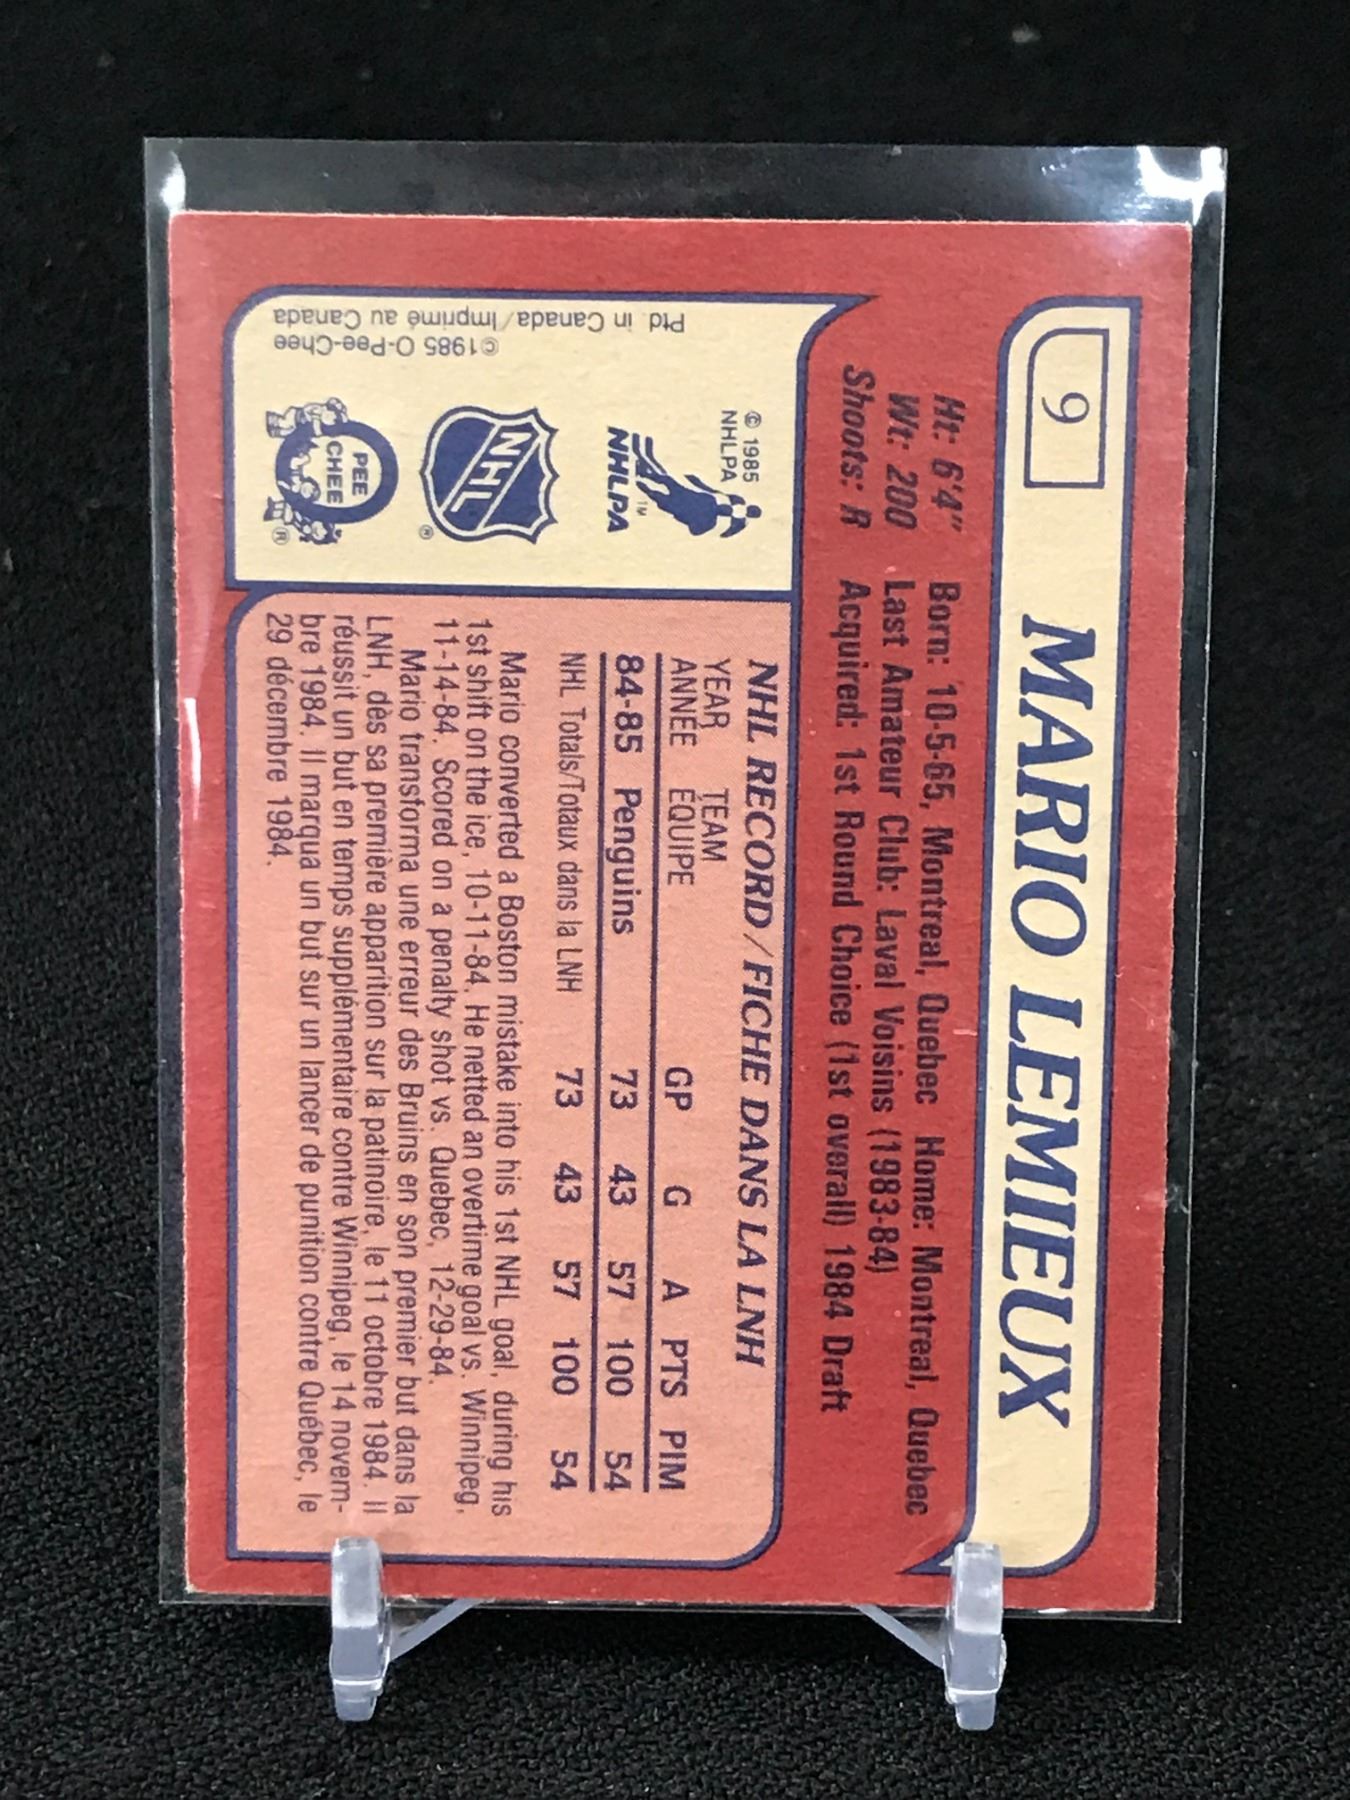 9
MARIO LEMIEUX
Ht: 6'4" Born: 10-5-65, Montreal, Quebec Home: Montreal, Quebec
Wt: 200 Last Amateur Club: Laval Voisins (1983-84)
Shoots: R Acquired: 1st Round Choice (1st overall) 1984 Draft
© 1985
NHLPA
NHLPA™
NHL®
PEE
CHEE
®
©1985 O-Pee-Chee
Ptd. in Canada/Imprimé au Canada
NHL RECORD/FICHE DANS LA LNH
YEAR TEAM
ANNÉE ÉQUIPE GP G A PTS PIM
84-85 Penguins 73 43 57 100 54
NHL Totals/Totaux dans la LNH 73 43 57 100 54
Mario converted a Boston mistake into his 1st NHL goal, during his
1st shift on the ice, 10-11-84. He netted an overtime goal vs. Winnipeg,
11-14-84. Scored on a penalty shot vs. Quebec, 12-29-84.
Mario transforma une erreur des Bruins en son premier but dans la
LNH, dès sa première apparition sur la patinoire, le 11 octobre 1984. Il
réussit un but en temps supplémentaire contre Winnipeg, le 14 novem-
bre 1984. Il marqua un but sur un lancer de punition contre Québec, le
29 décembre 1984.